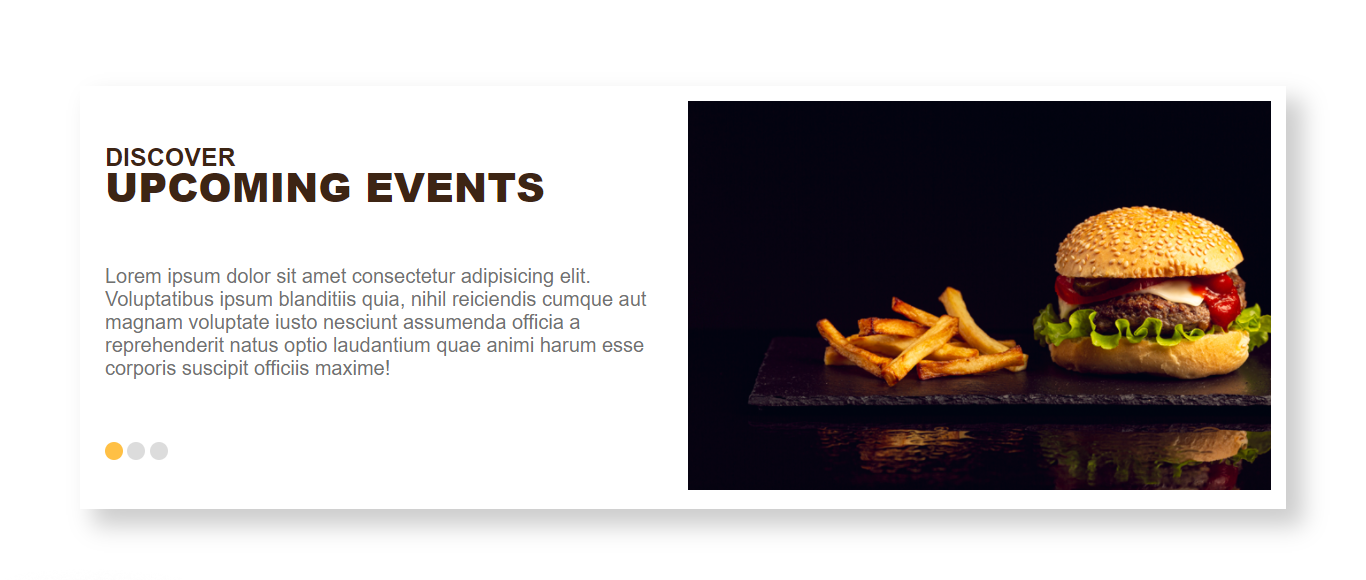 DISCOVER
UPCOMING EVENTS
Lorem ipsum dolor sit amet consectetur adipisicing elit.
Voluptatibus ipsum blanditiis quia, nihil reiciendis cumque aut
magnam voluptate iusto nesciunt assumenda officia a
reprehenderit natus optio laudantium quae animi harum esse
corporis suscipit officiis maxime!